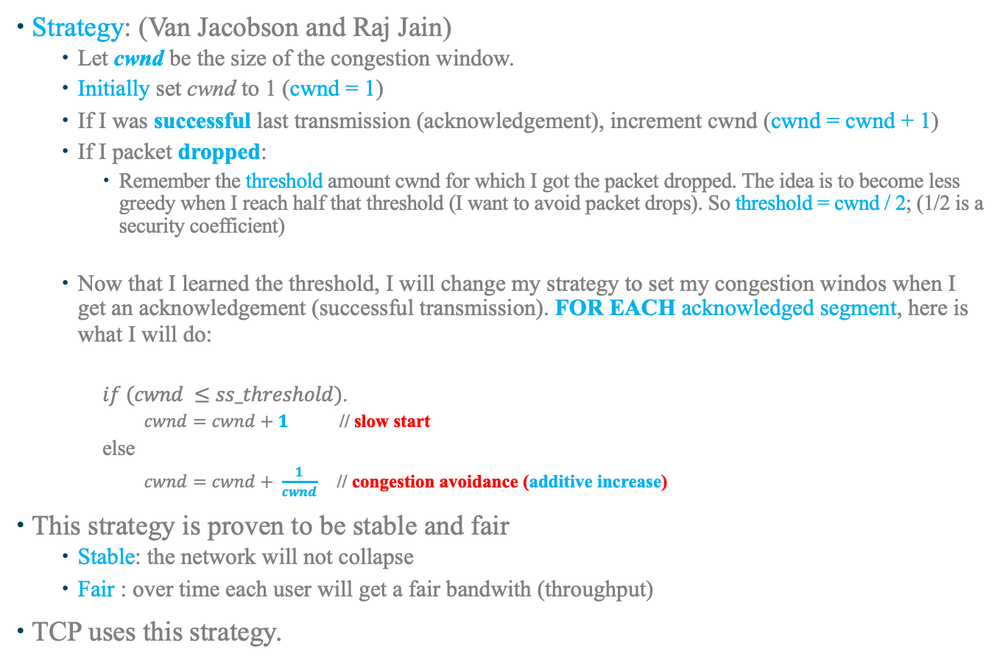 • Strategy: (Van Jacobson and Raj Jain)
• Let cwnd be the size of the congestion window.
• Initially set cwnd to 1 (cwnd = 1)
• If I was successful last transmission (acknowledgement), increment cwnd (cwnd = cwnd + 1)
• If I packet dropped:
• Remember the threshold amount cwnd for which I got the packet dropped. The idea is to become less
greedy when I reach half that threshold (I want to avoid packet drops). So threshold = cwnd / 2; (1/2 is a
security coefficient)
• Now that I learned the threshold, I will change my strategy to set my congestion windos when I
get an acknowledgement (successful transmission). FOR EACH acknowledged segment, here is
what I will do:
if (cwnd ≤ ss_threshold).
cwnd = cwnd + 1 // slow start
else
cwnd = cwnd + 1/cwnd // congestion avoidance (additive increase)
• This strategy is proven to be stable and fair
• Stable: the network will not collapse
• Fair : over time each user will get a fair bandwith (throughput)
• TCP uses this strategy.